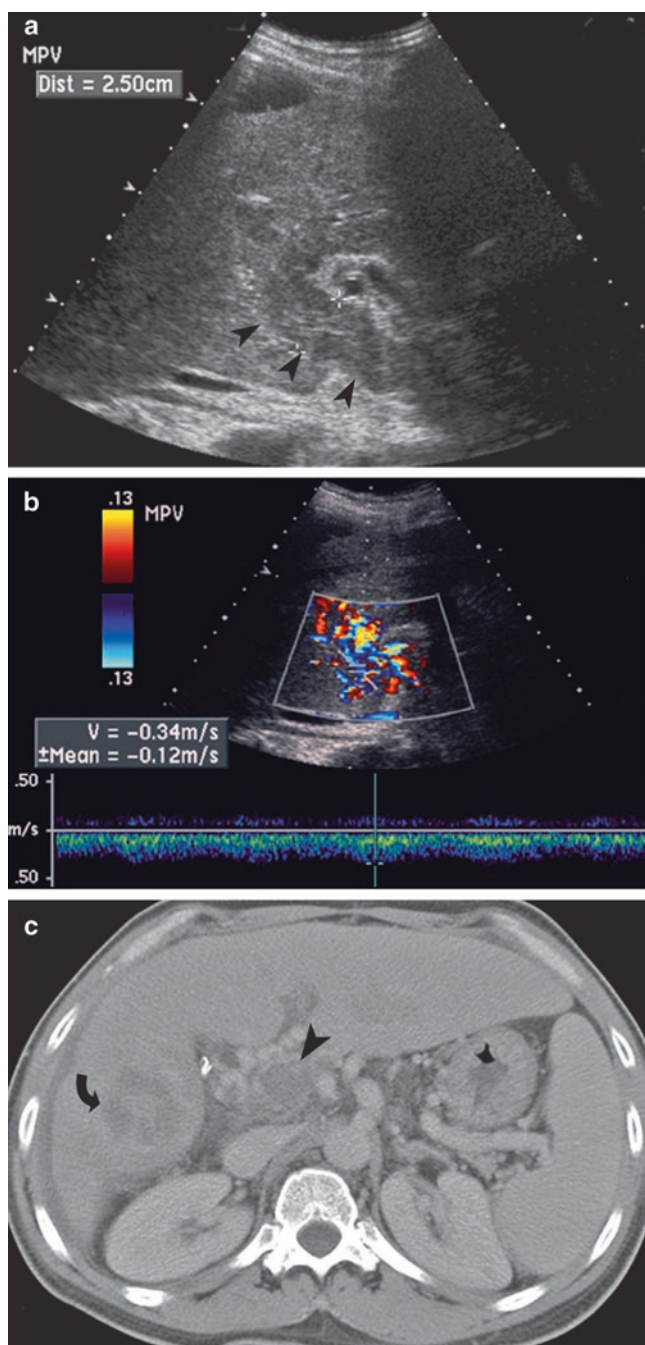 a
MPV
Dist = 2.50cm
b
.13
MPV
.13
V = -0.34m/s
±Mean = -0.12m/s
.50
m/s
.50
c